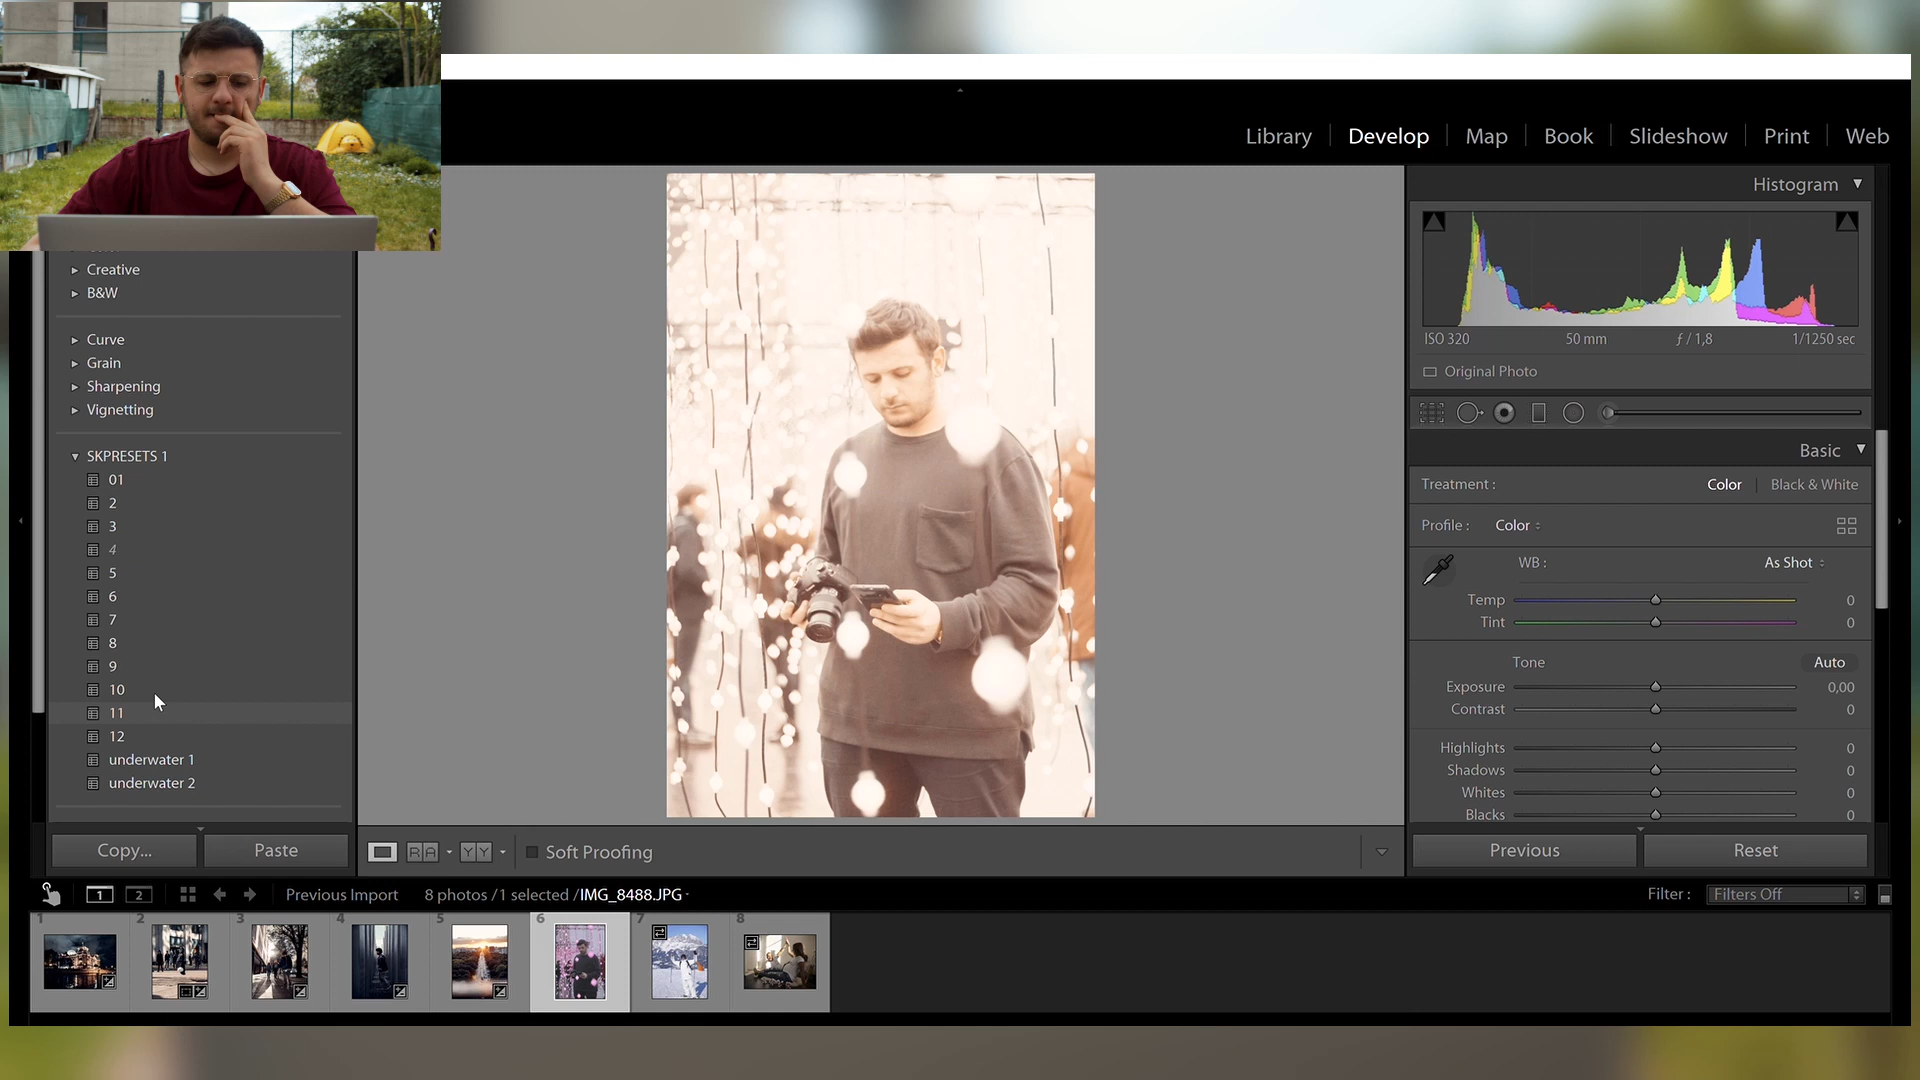 Library Develop Map Book Slideshow Print Web
Histogram
ISO 320 50 mm ƒ / 1,8 1/1250 sec
Original Photo
Basic
Treatment : Color Black & White
Profile : Color
WB : As Shot
Temp 0
Tint 0
Tone Auto
Exposure 0,00
Contrast 0
Highlights 0
Shadows 0
Whites 0
Blacks 0
Previous Reset
Creative
B&W
Curve
Grain
Sharpening
Vignetting
SKPRESETS 1
01
2
3
4
5
6
7
8
9
10
11
12
underwater 1
underwater 2
Copy... Paste
R A Y Y Soft Proofing
1 2 Previous Import 8 photos / 1 selected / IMG_8488.JPG
Filter : Filters Off
1 2 3 4 5 6 7 8